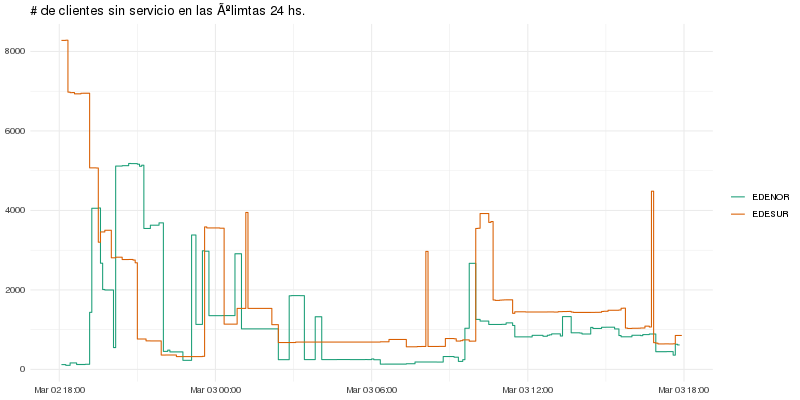 # de clientes sin servicio en las Ãºlimtas 24 hs.
8000
6000
4000
2000
0
Mar 02 18:00 Mar 03 00:00 Mar 03 06:00 Mar 03 12:00 Mar 03 18:00
EDENOR
EDESUR